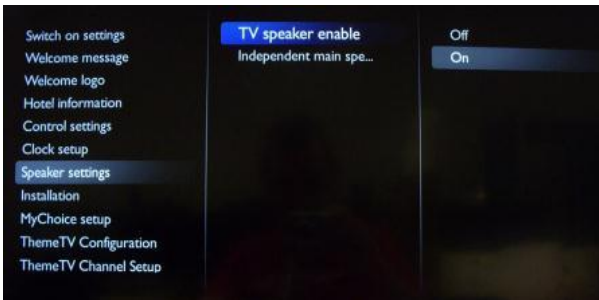 Switch on settings
Welcome message
Welcome logo
Hotel information
Control settings
Clock setup
Speaker settings
Installation
MyChoice setup
ThemeTV Configuration
ThemeTV Channel Setup
TV speaker enable
Independent main spe...
Off
On